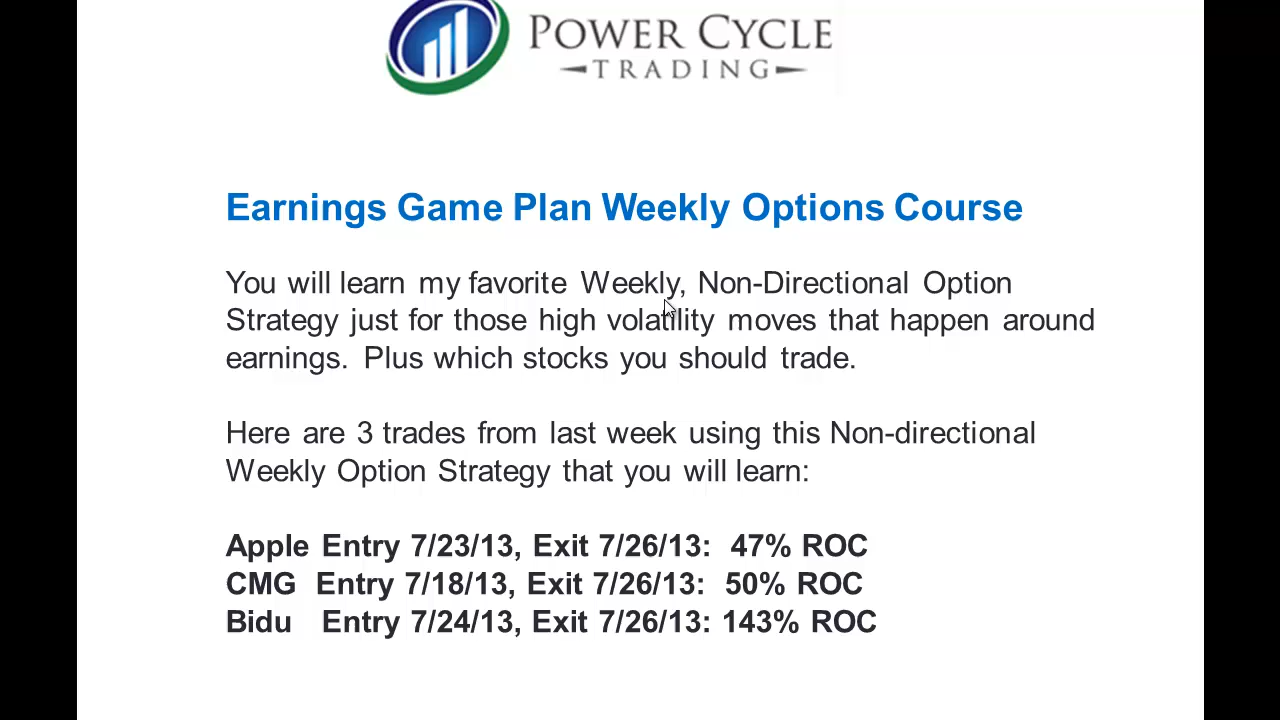 POWER CYCLE
TRADING
Earnings Game Plan Weekly Options Course
You will learn my favorite Weekly, Non-Directional Option
Strategy just for those high volatility moves that happen around
earnings. Plus which stocks you should trade.
Here are 3 trades from last week using this Non-directional
Weekly Option Strategy that you will learn:
Apple Entry 7/23/13, Exit 7/26/13: 47% ROC
CMG Entry 7/18/13, Exit 7/26/13: 50% ROC
Bidu Entry 7/24/13, Exit 7/26/13: 143% ROC